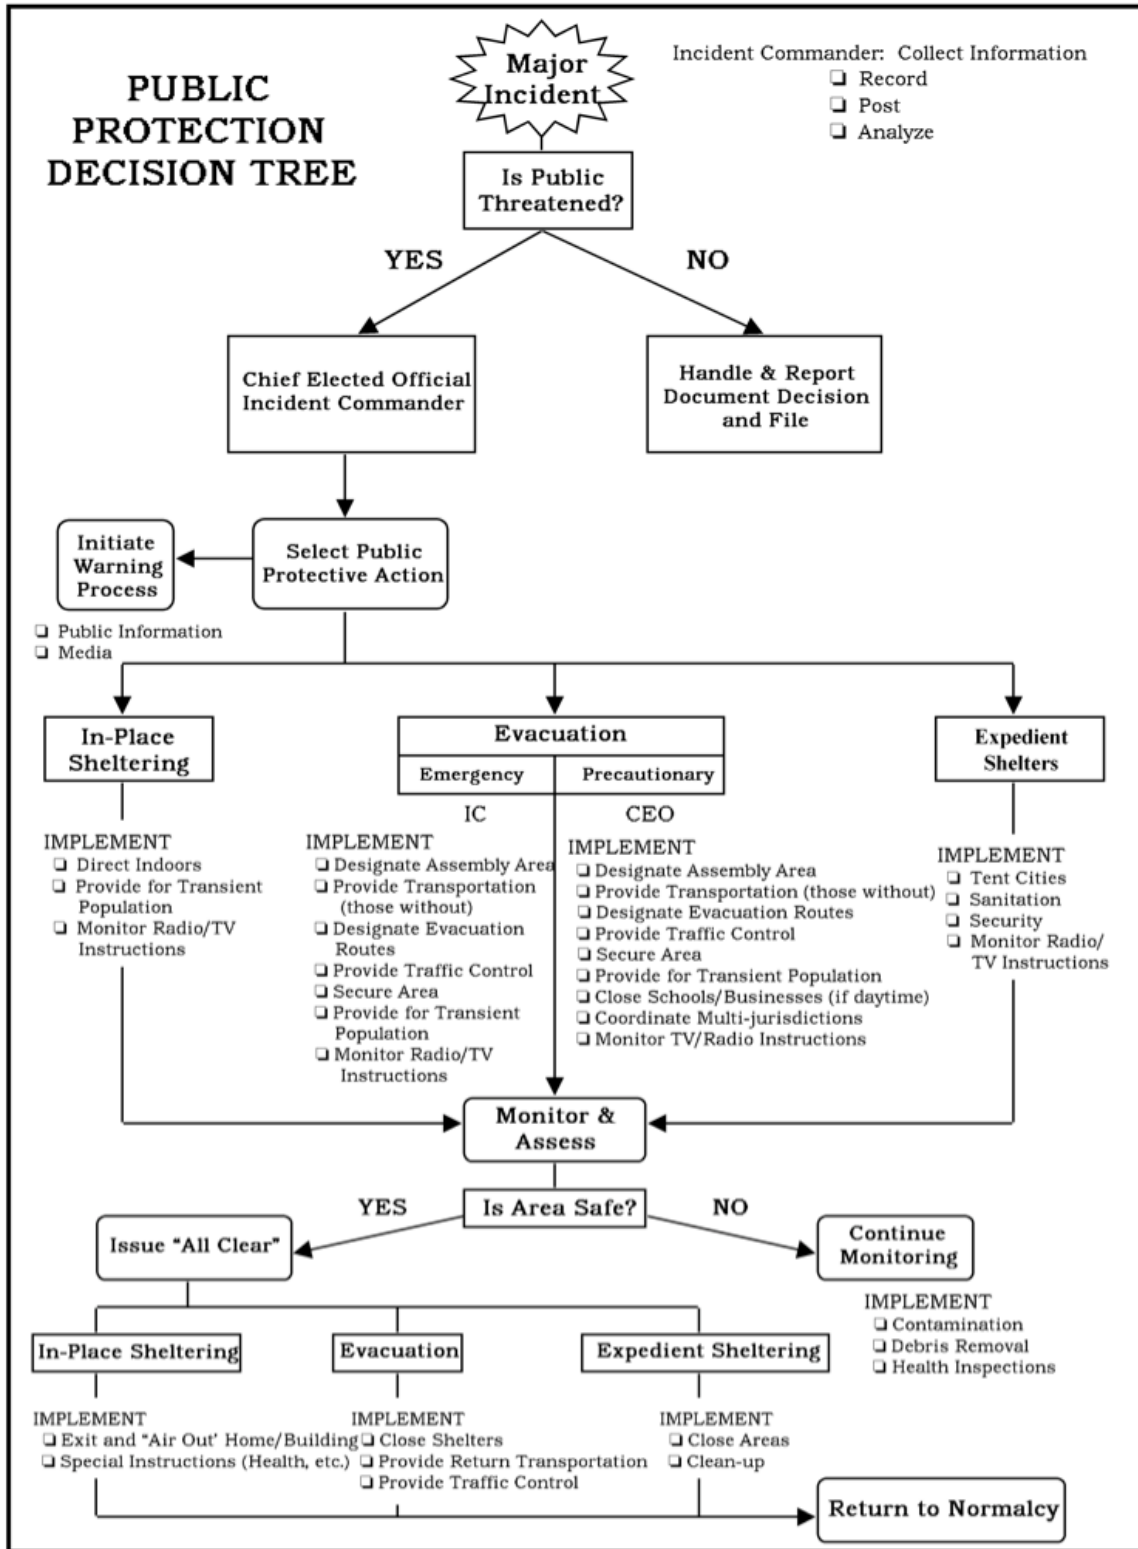 PUBLIC
PROTECTION
DECISION TREE
Major
Incident
Incident Commander: Collect Information
❑ Record
❑ Post
❑ Analyze
Is Public
Threatened?
YES
NO
Chief Elected Official
Incident Commander
Handle & Report
Document Decision
and File
Initiate
Warning
Process
Select Public
Protective Action
❑ Public Information
❑ Media
In-Place
Sheltering
Evacuation
Emergency
Precautionary
Expedient
Shelters
IC
CEO
IMPLEMENT
❑ Direct Indoors
❑ Provide for Transient
Population
❑ Monitor Radio/TV
Instructions
IMPLEMENT
❑ Designate Assembly Area
❑ Provide Transportation
(those without)
❑ Designate Evacuation
Routes
❑ Provide Traffic Control
❑ Secure Area
❑ Provide for Transient
Population
❑ Monitor Radio/TV
Instructions
IMPLEMENT
❑ Designate Assembly Area
❑ Provide Transportation (those without)
❑ Designate Evacuation Routes
❑ Provide Traffic Control
❑ Secure Area
❑ Provide for Transient Population
❑ Close Schools/Businesses (if daytime)
❑ Coordinate Multi-jurisdictions
❑ Monitor TV/Radio Instructions
IMPLEMENT
❑ Tent Cities
❑ Sanitation
❑ Security
❑ Monitor Radio/
TV Instructions
Monitor &
Assess
Is Area Safe?
YES
NO
Issue “All Clear”
Continue
Monitoring
IMPLEMENT
❑ Contamination
❑ Debris Removal
❑ Health Inspections
In-Place Sheltering
Evacuation
Expedient Sheltering
IMPLEMENT
❑ Exit and “Air Out’ Home/Building
❑ Special Instructions (Health, etc.)
IMPLEMENT
❑ Close Shelters
❑ Provide Return Transportation
❑ Provide Traffic Control
IMPLEMENT
❑ Close Areas
❑ Clean-up
Return to Normalcy